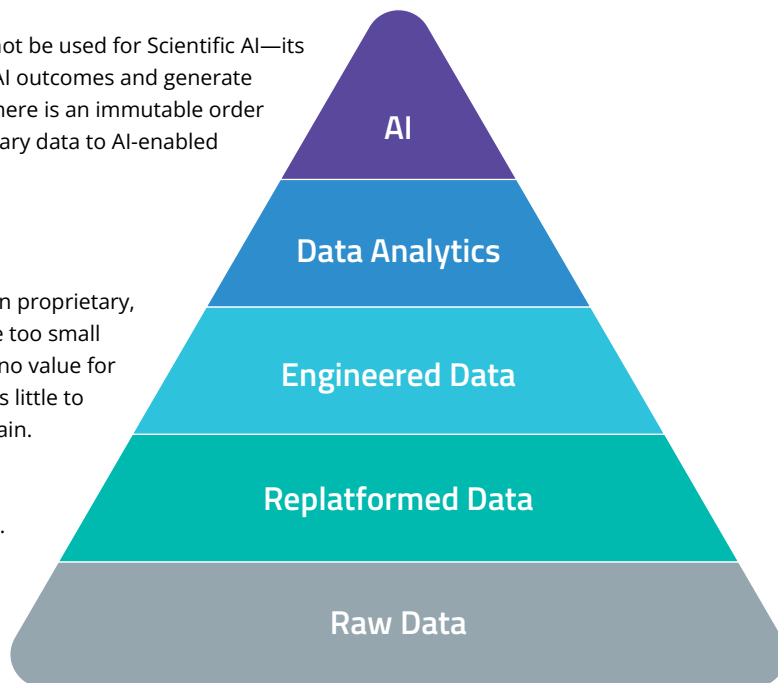 not be used for Scientific AI—its
AI outcomes and generate
here is an immutable order
ary data to AI-enabled
n proprietary,
e too small
no value for
s little to
ain.
.
AI
Data Analytics
Engineered Data
Replatformed Data
Raw Data